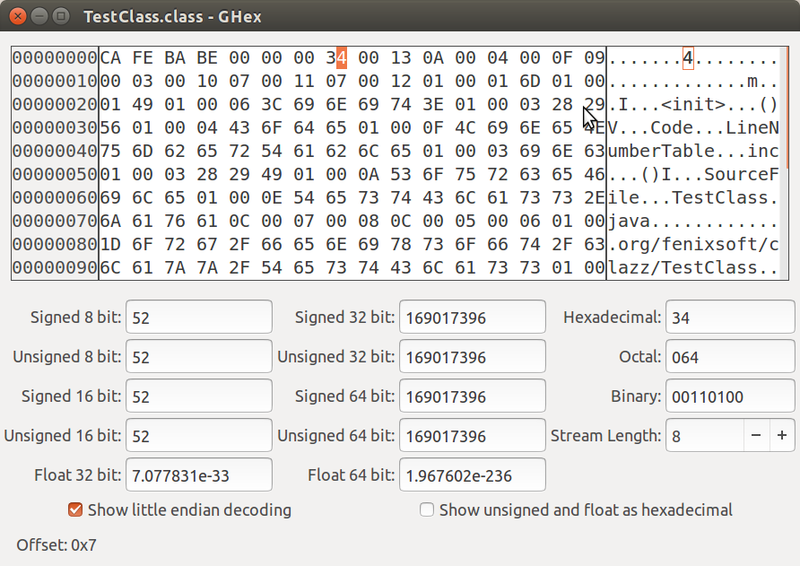 TestClass.class - GHex
00000000 CA FE BA BE 00 00 00 34 00 13 0A 00 04 00 0F 09 .......4........
00000010 00 03 00 10 07 00 11 07 00 12 01 00 01 6D 01 00 .............m..
00000020 01 49 01 00 06 3C 69 6E 69 74 3E 01 00 03 28 29 .I...<init>...()
00000030 56 01 00 04 43 6F 64 65 01 00 0F 4C 69 6E 65 4E V...Code...LineN
00000040 75 6D 62 65 72 54 61 62 6C 65 01 00 03 69 6E 63 umberTable...inc
00000050 01 00 03 28 29 49 01 00 0A 53 6F 75 72 63 65 46 ...()I...SourceF
00000060 69 6C 65 01 00 0E 54 65 73 74 43 6C 61 73 73 2E ile...TestClass.
00000070 6A 61 76 61 0C 00 07 00 08 0C 00 05 00 06 01 00 java............
00000080 1D 6F 72 67 2F 66 65 6E 69 78 73 6F 66 74 2F 63 .org/fenixsoft/c
00000090 6C 61 7A 7A 2F 54 65 73 74 43 6C 61 73 73 01 00 lazz/TestClass..
Signed 8 bit: 52 Signed 32 bit: 169017396 Hexadecimal: 34
Unsigned 8 bit: 52 Unsigned 32 bit: 169017396 Octal: 064
Signed 16 bit: 52 Signed 64 bit: 169017396 Binary: 00110100
Unsigned 16 bit: 52 Unsigned 64 bit: 169017396 Stream Length: 8 − +
Float 32 bit: 7.077831e-33 Float 64 bit: 1.967602e-236
Show little endian decoding Show unsigned and float as hexadecimal
Offset: 0x7